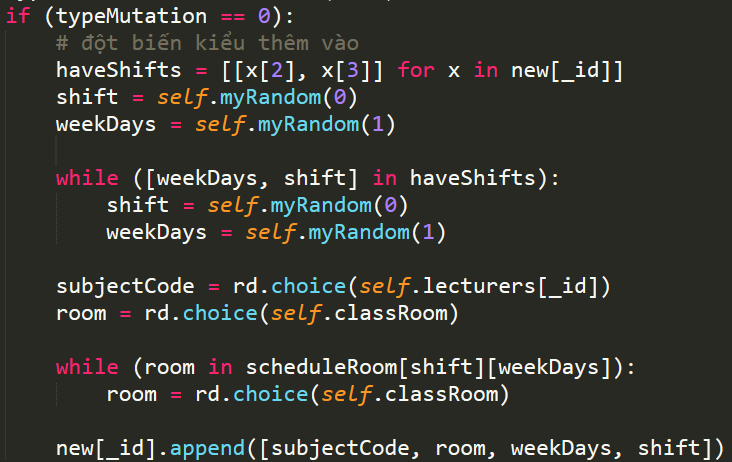 if (typeMutation == 0):
    # đột biến kiểu thêm vào
    haveShifts = [[x[2], x[3]] for x in new[_id]]
    shift = self.myRandom(0)
    weekDays = self.myRandom(1)
    while ([weekDays, shift] in haveShifts):
        shift = self.myRandom(0)
        weekDays = self.myRandom(1)
    subjectCode = rd.choice(self.lecturers[_id])
    room = rd.choice(self.classRoom)
    while (room in scheduleRoom[shift][weekDays]):
        room = rd.choice(self.classRoom)
    new[_id].append([subjectCode, room, weekDays, shift])